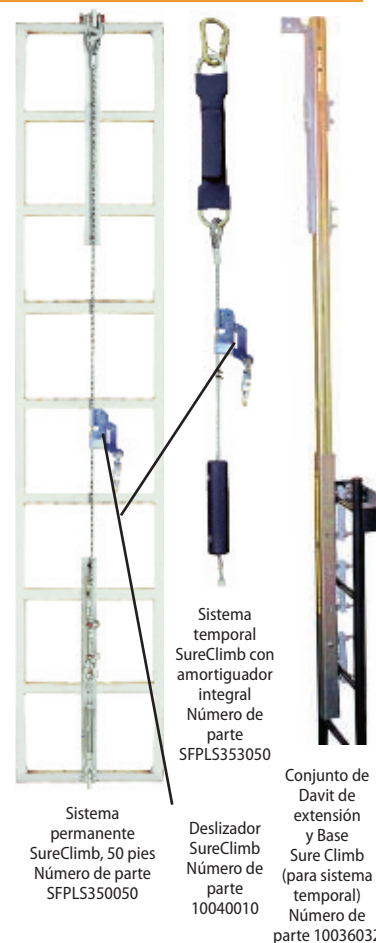 Sistema
temporal
SureClimb con
amortiguador
integral
Número de
parte
SFPLS353050
Sistema
permanente
SureClimb, 50 pies
Número de parte
SFPLS350050
Deslizador
SureClimb
Número de
parte
10040010
Conjunto de
Davit de
extensión
y Base
Sure Climb
(para sistema
temporal)
Número de
parte 10036032